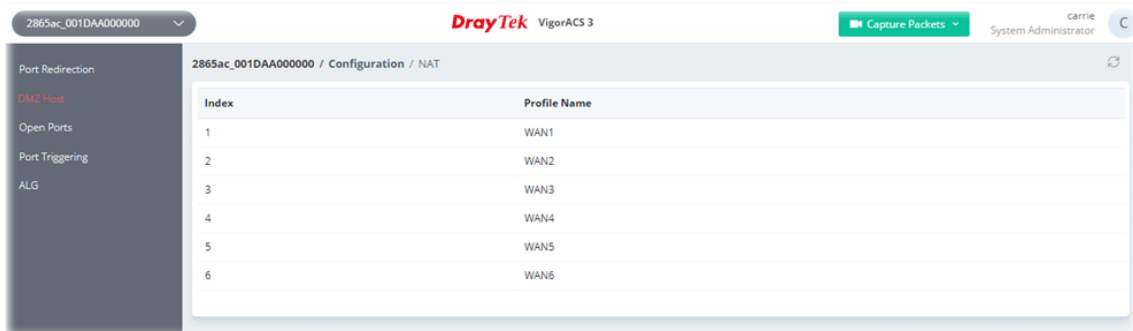 2865ac_001DAA000000
DrayTek VigorACS 3
Capture Packets
carrie
System Administrator
C
Port Redirection
DMZ Host
Open Ports
Port Triggering
ALG
2865ac_001DAA000000 / Configuration / NAT
Index Profile Name
1 WAN1
2 WAN2
3 WAN3
4 WAN4
5 WAN5
6 WAN6